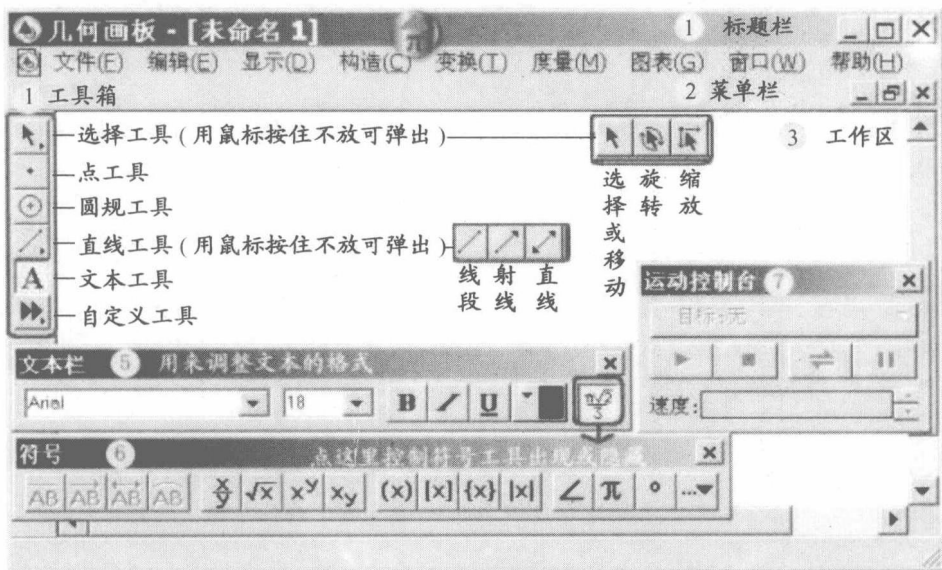 几何画板 - [未命名 1] 1 标题栏
文件(F) 编辑(E) 显示(D) 构造(C) 变换(T) 度量(M) 图表(G) 窗口(W) 帮助(H)
1 工具箱 2 菜单栏
选择工具(用鼠标按住不放可弹出) 3 工作区
点工具
圆规工具
直线工具(用鼠标按住不放可弹出)
文本工具
自定义工具
选择或移动
旋转
缩放
线段
射线
直线
A
运动控制台 7
目标:无
速度:
文本栏 5 用来调整文本的格式
Arial 18 B I U π√2/3
符号 6 点这里控制符号工具出现或隐藏
AB AB AB AB x/y √x x^y x_y (x) [x] {x} |x| ∠ π ° ...